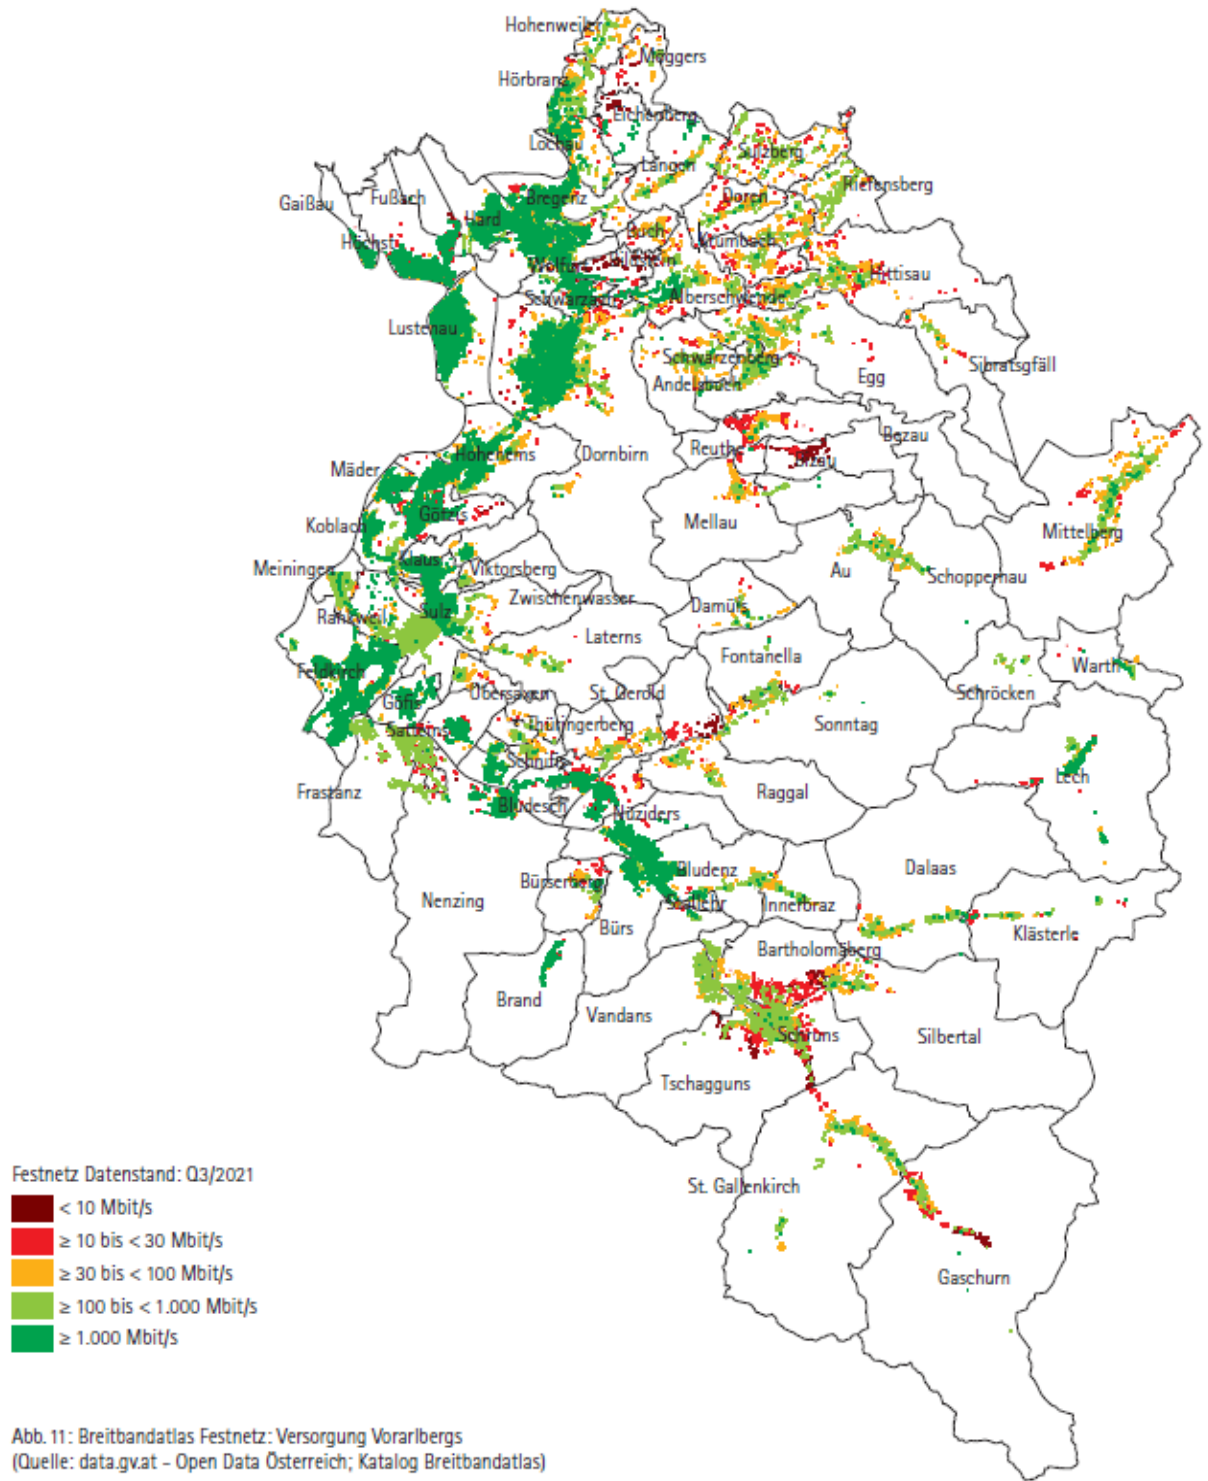 Hohenweiler
Möggers
Hörbranz
Eichenberg
Lochau
Langen
Sulzberg
Riefensberg
Doren
Gaißau
Fußach
Bregenz
Hard
Höchst
Buch
Krumbach
Wolfurt
Bildstein
Hittisau
Schwarzach
Alberschwende
Lustenau
Schwarzenberg
Sibratsgfäll
Egg
Andelsbuch
Bezau
Reuthe
Hohenems
Dornbirn
Bizau
Mäder
Götzis
Koblach
Mellau
Mittelberg
Klaus
Meiningen
Viktorsberg
Au
Schoppernau
Zwischenwasser
Damüls
Rankweil
Sulz
Laterns
Fontanella
Warth
Feldkirch
Göfis
Übersaxen
St. Gerold
Schröcken
Satteins
Thüringerberg
Sonntag
Schnifis
Lech
Frastanz
Bludesch
Raggal
Nüziders
Bludenz
Dalaas
Bürserberg
Nenzing
Stallehr
Innerbraz
Bürs
Klösterle
Bartholomäberg
Brand
Vandans
Schruns
Silbertal
Tschagguns
St. Gallenkirch
Gaschurn
Festnetz Datenstand: Q3/2021
< 10 Mbit/s
≥ 10 bis < 30 Mbit/s
≥ 30 bis < 100 Mbit/s
≥ 100 bis < 1.000 Mbit/s
≥ 1.000 Mbit/s
Abb. 11: Breitbandatlas Festnetz: Versorgung Vorarlbergs
(Quelle: data.gv.at – Open Data Österreich; Katalog Breitbandatlas)